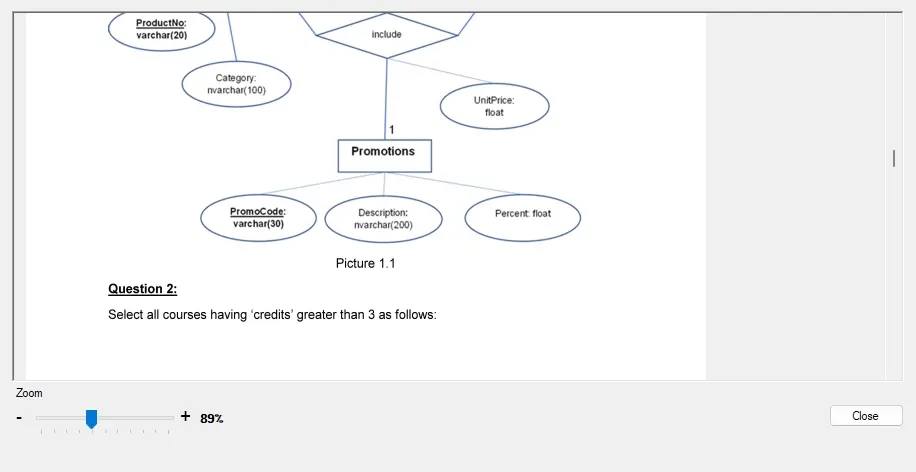 ProductNo:
varchar(20)
include
Category:
nvarchar(100)
UnitPrice:
float
1
Promotions
PromoCode:
varchar(30)
Description:
nvarchar(200)
Percent: float
Picture 1.1
Question 2:
Select all courses having ‘credits’ greater than 3 as follows:
Zoom
- + 89%
Close